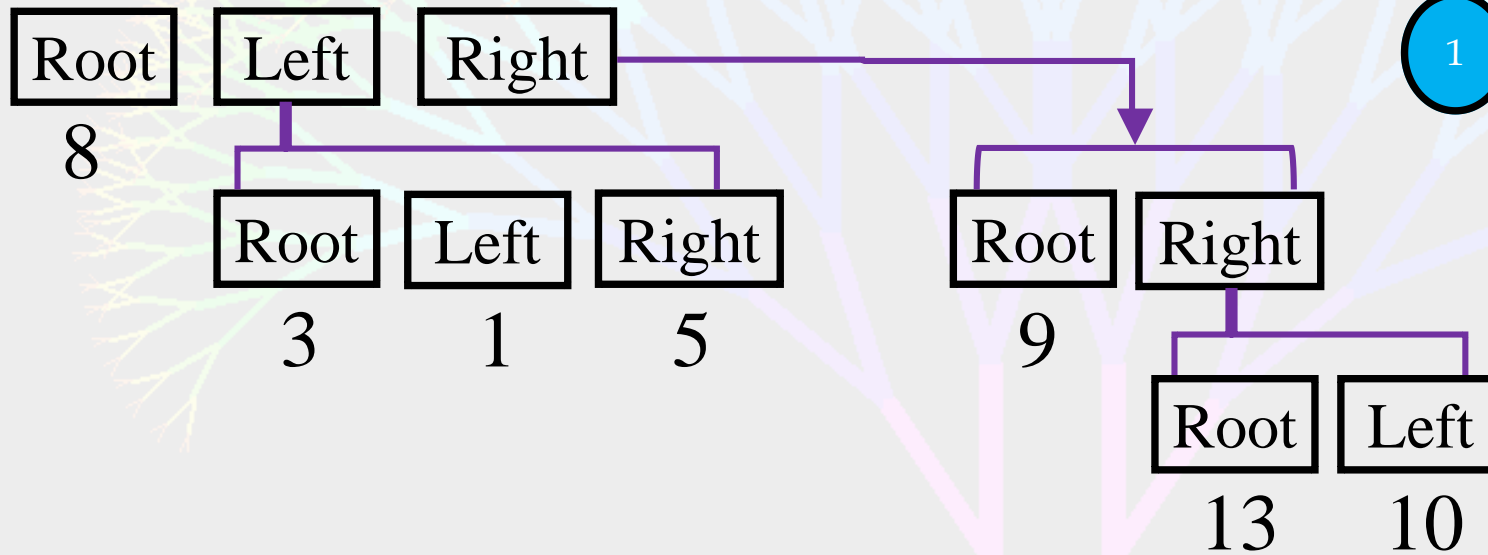 Root Left Right
1
8
Root Left Right Root Right
3 1 5 9
Root Left
13 10